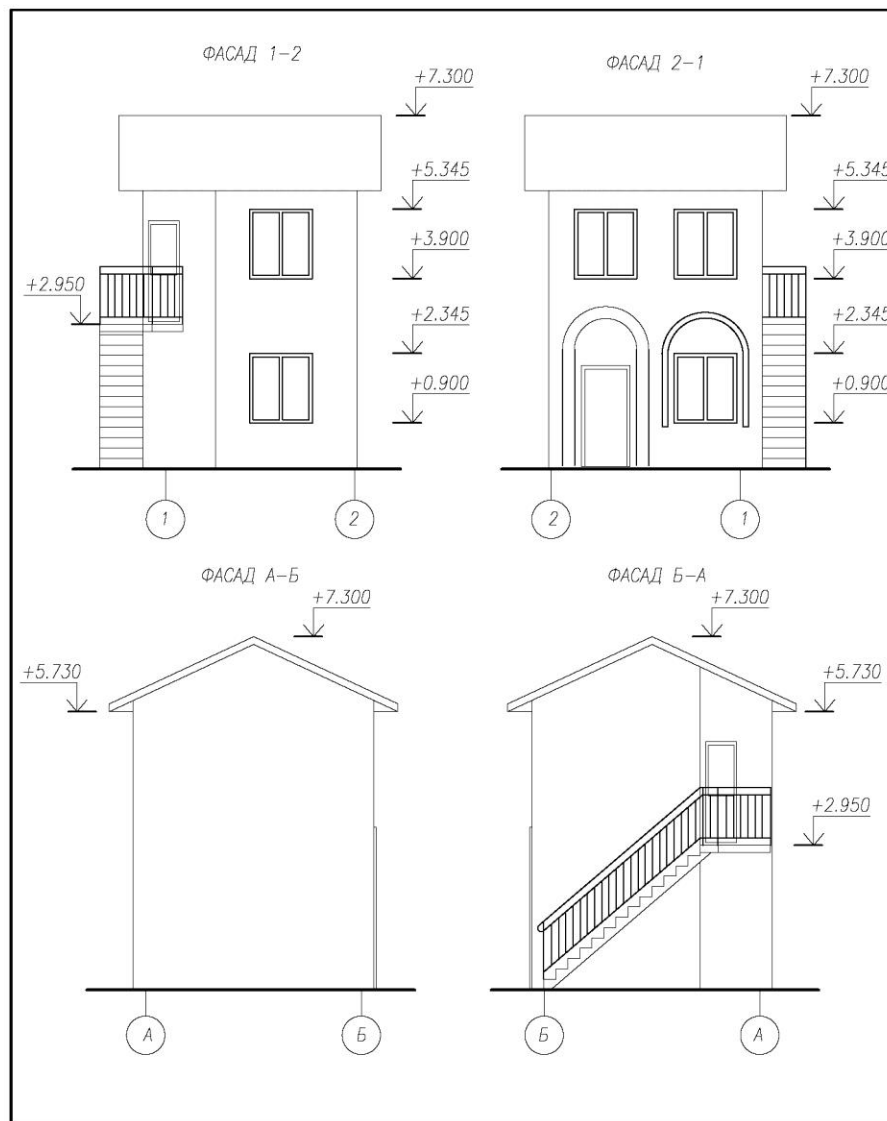 ФАСАД 1-2
+7.300
+5.345
+3.900
+2.950
+2.345
+0.900
1
2
ФАСАД 2-1
+7.300
+5.345
+3.900
+2.345
+0.900
2
1
ФАСАД А-Б
+7.300
+5.730
А
Б
ФАСАД Б-А
+7.300
+5.730
+2.950
Б
А